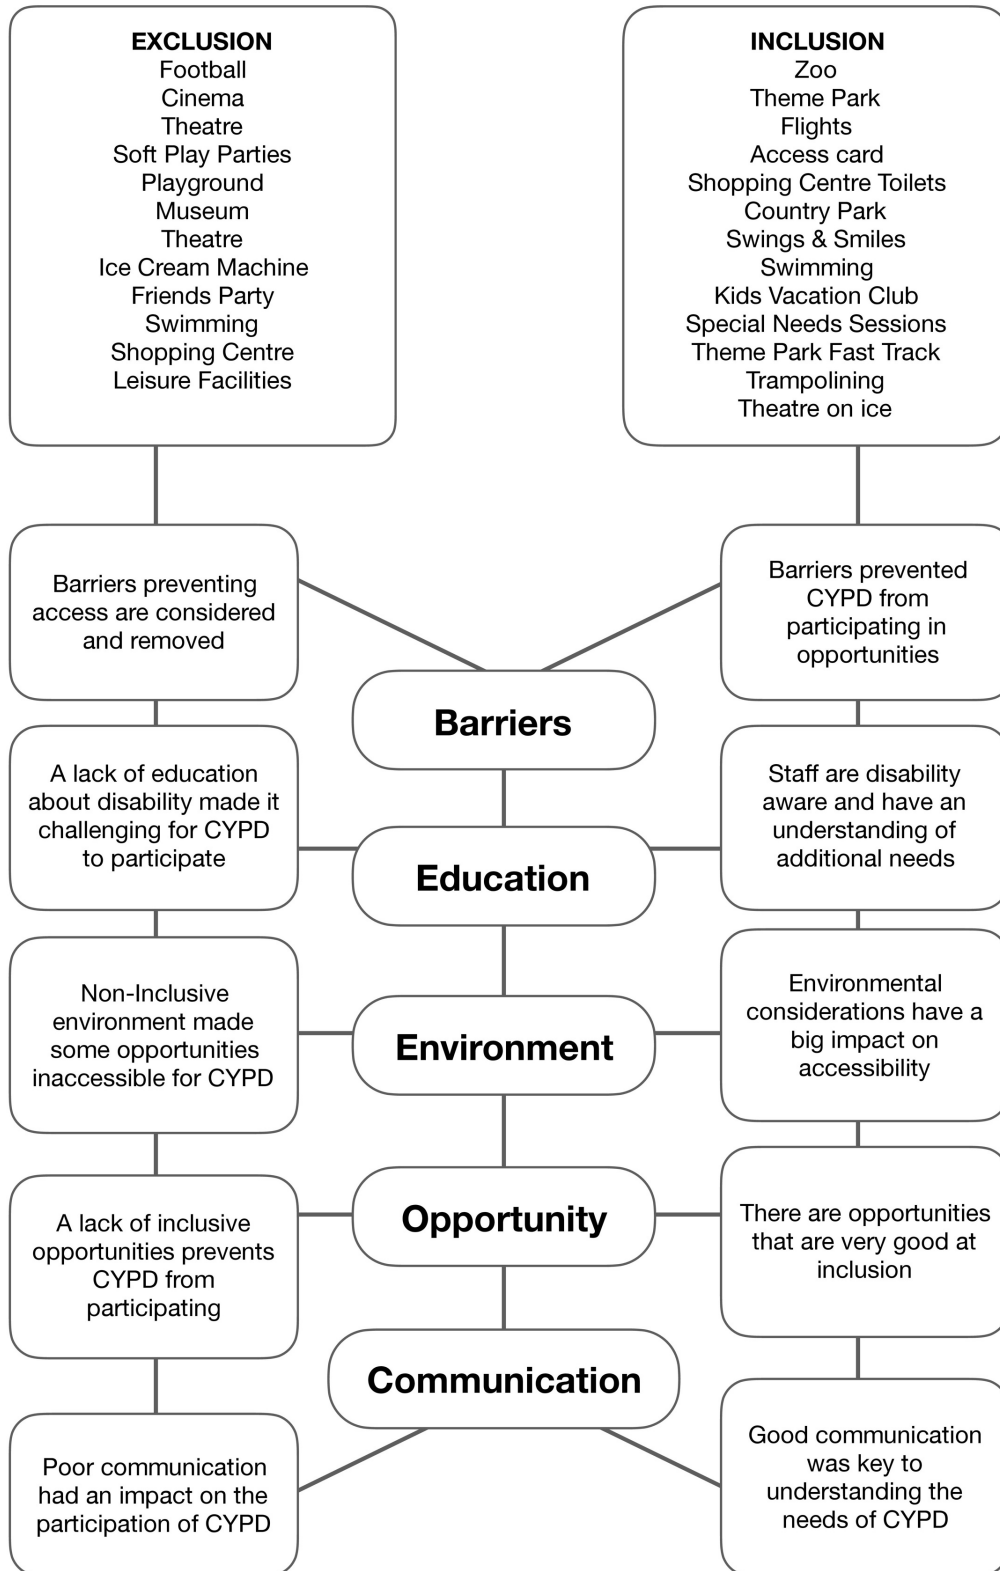 EXCLUSION
Football
Cinema
Theatre
Soft Play Parties
Playground
Museum
Theatre
Ice Cream Machine
Friends Party
Swimming
Shopping Centre
Leisure Facilities
INCLUSION
Zoo
Theme Park
Flights
Access card
Shopping Centre Toilets
Country Park
Swings & Smiles
Swimming
Kids Vacation Club
Special Needs Sessions
Theme Park Fast Track
Trampolining
Theatre on ice
Barriers preventing
access are considered
and removed
Barriers prevented
CYPD from
participating in
opportunities
Barriers
A lack of education
about disability made it
challenging for CYPD
to participate
Education
Staff are disability
aware and have an
understanding of
additional needs
Non-Inclusive
environment made
some opportunities
inaccessible for CYPD
Environment
Environmental
considerations have a
big impact on
accessibility
A lack of inclusive
opportunities prevents
CYPD from
participating
Opportunity
There are opportunities
that are very good at
inclusion
Communication
Poor communication
had an impact on the
participation of CYPD
Good communication
was key to
understanding the
needs of CYPD